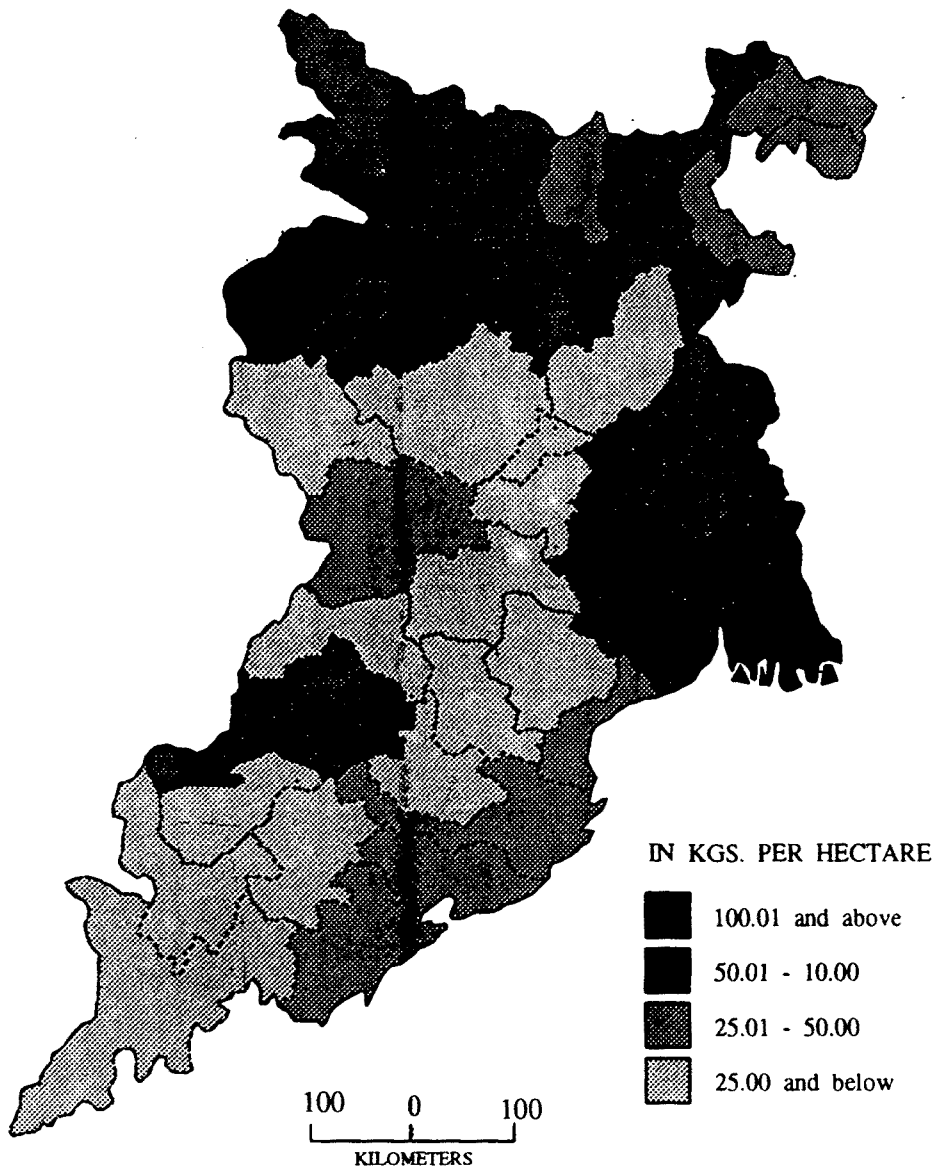 IN KGS. PER HECTARE
100.01 and above
50.01 - 10.00
25.01 - 50.00
25.00 and below
100 0 100
KILOMETERS